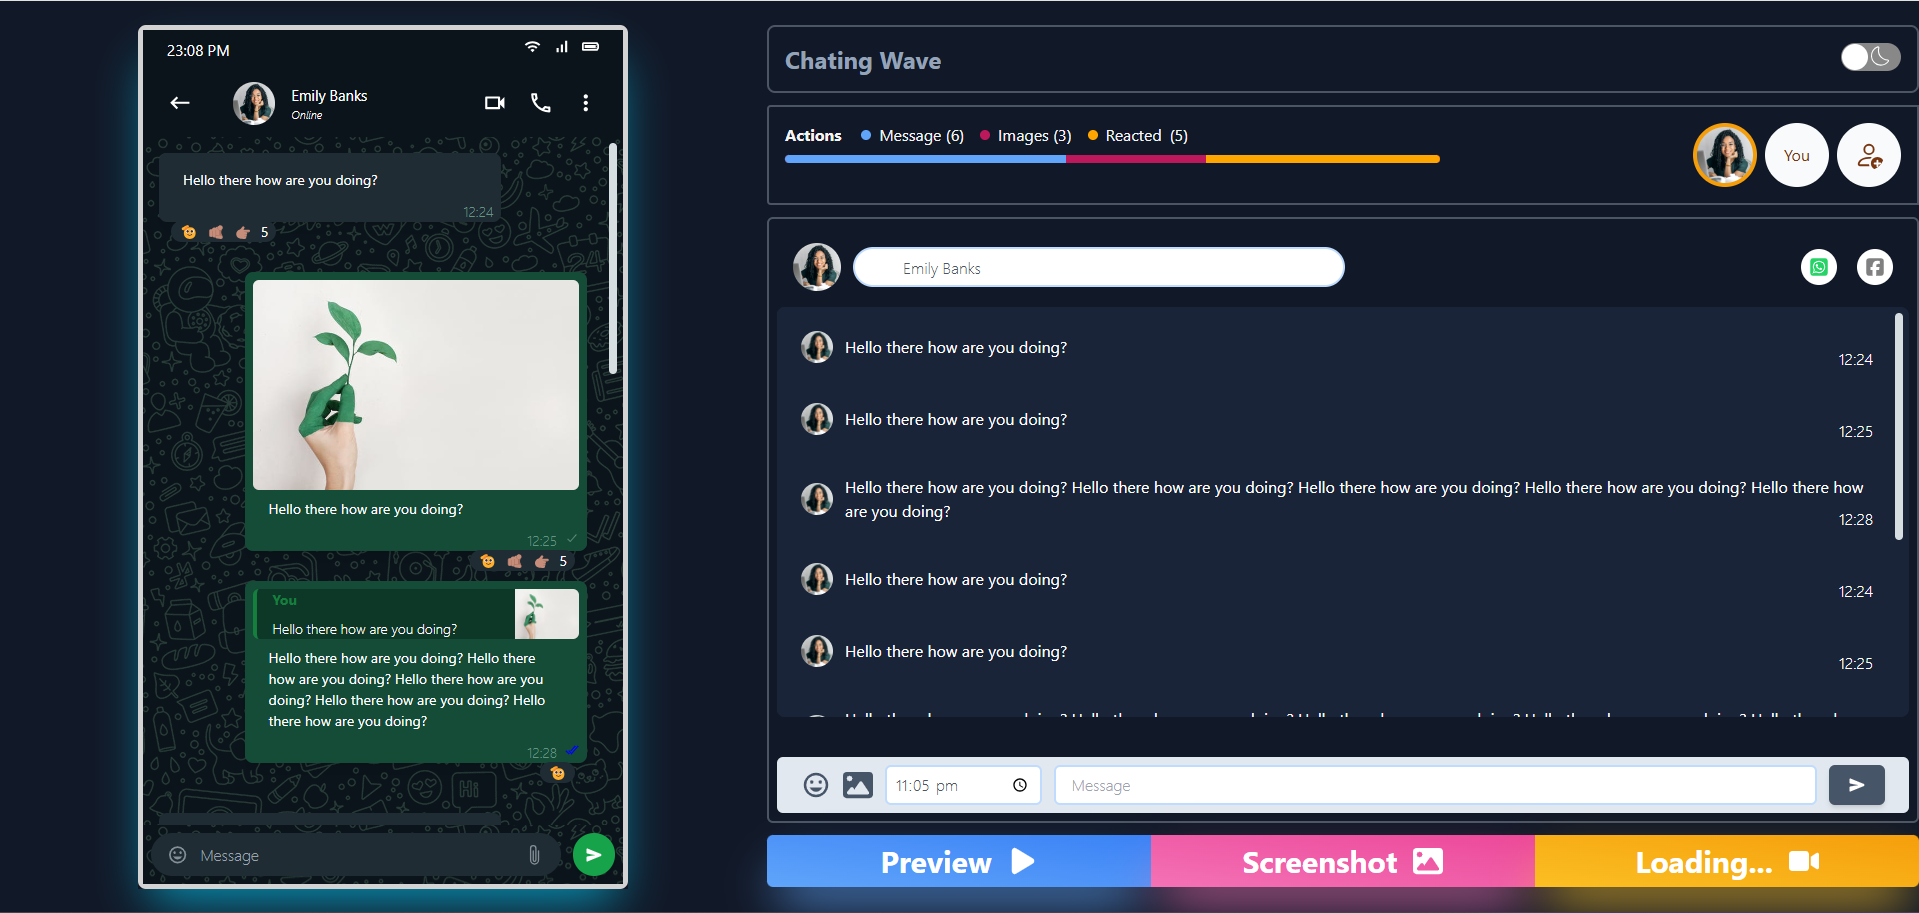 23:08 PM
Emily Banks
Online
Hello there how are you doing?
12:24
5
Hello there how are you doing?
12:25
5
You
Hello there how are you doing?
Hello there how are you doing? Hello there
how are you doing? Hello there how are you
doing? Hello there how are you doing? Hello
there how are you doing?
12:28
Message
Chating Wave
Actions Message (6) Images (3) Reacted (5)
You
Emily Banks
Hello there how are you doing?
12:24
Hello there how are you doing?
12:25
Hello there how are you doing? Hello there how are you doing? Hello there how are you doing? Hello there how are you doing? Hello there how
are you doing?
12:28
Hello there how are you doing?
12:24
Hello there how are you doing?
12:25
11:05 pm
Message
Preview
Screenshot
Loading...